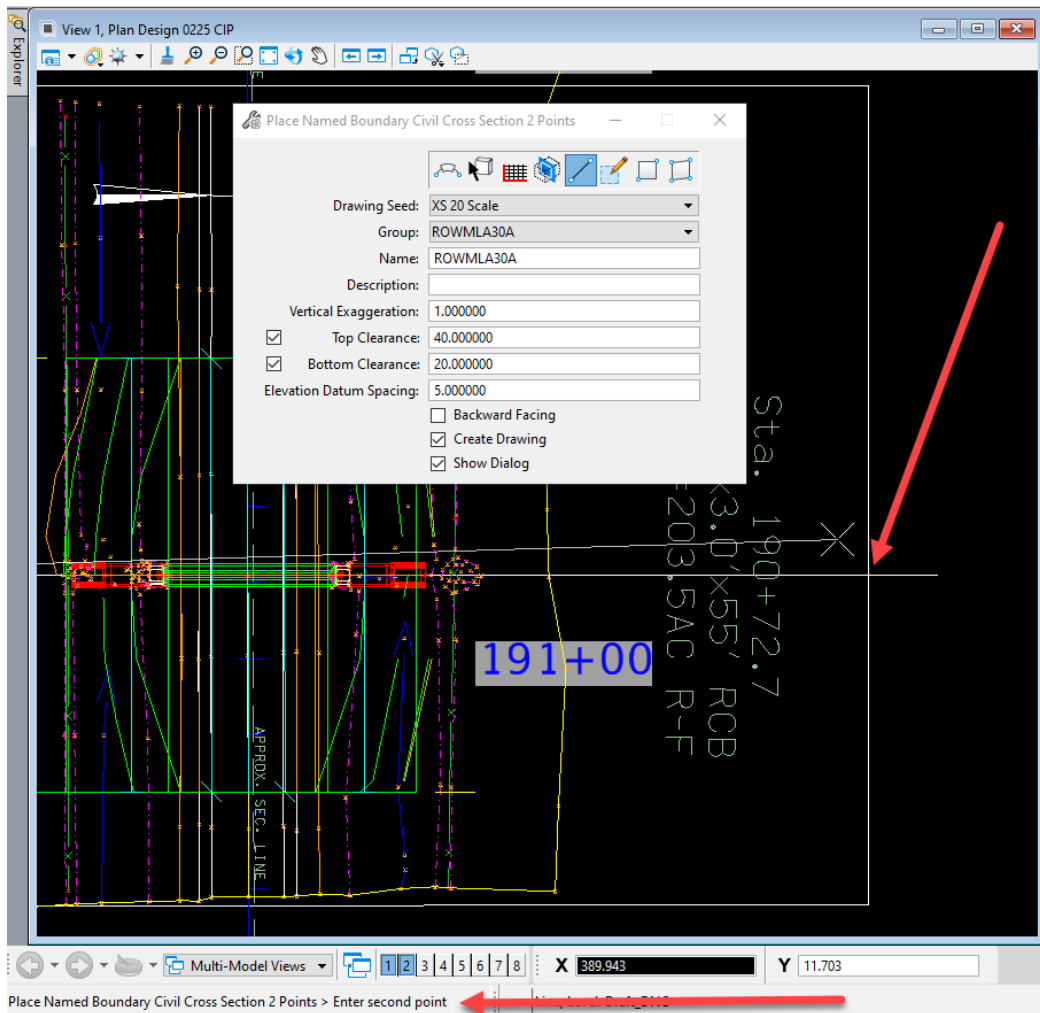 View 1, Plan Design 0225 CIP
Explorer
Place Named Boundary Civil Cross Section 2 Points
Drawing Seed: XS 20 Scale
Group: ROWMLA30A
Name: ROWMLA30A
Description:
Vertical Exaggeration: 1.000000
Top Clearance: 40.000000
Bottom Clearance: 20.000000
Elevation Datum Spacing: 5.000000
Backward Facing
Create Drawing
Show Dialog
Sta. 190+72.7
3.0'x55' RCB
=203.5AC R-F
191+00
APPROX. SEC. LINE
Multi-Model Views
1 2 3 4 5 6 7 8
X 389.943
Y 11.703
Place Named Boundary Civil Cross Section 2 Points > Enter second point